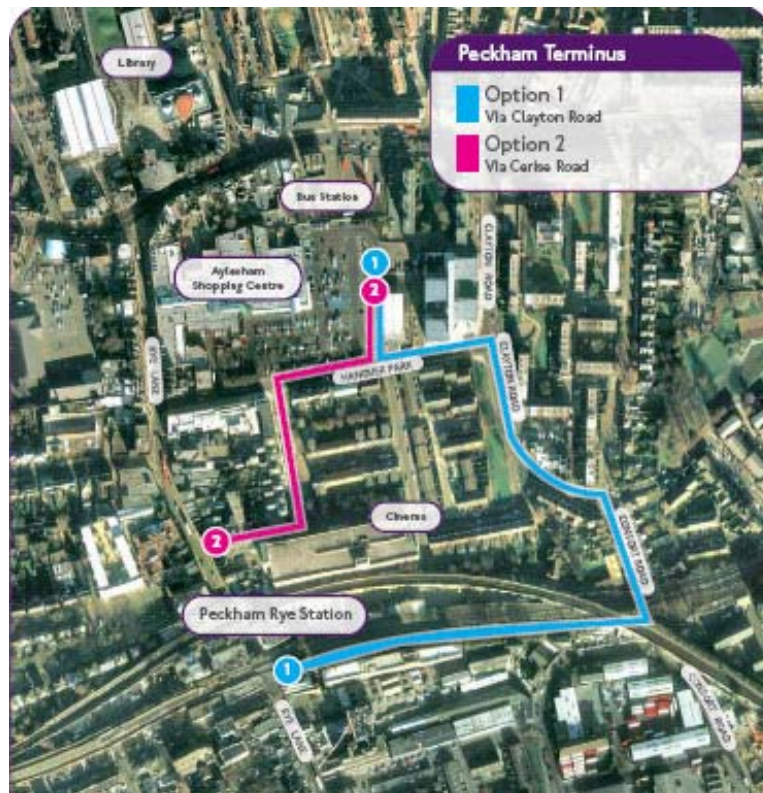 Peckham Terminus
Option 1
Via Clayton Road
Option 2
Via Cerise Road
Library
Bus Station
Aylesham
Shopping Centre
1
2
CLAYTON ROAD
RYE LANE
HANOVER PARK
CLAYTON ROAD
Cinema
2
CONSORT ROAD
Peckham Rye Station
1
RYE LANE
CONSORT ROAD